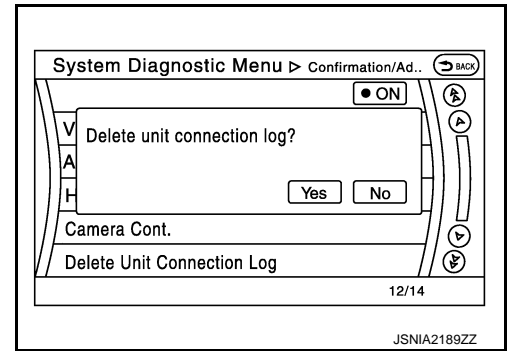 System Diagnostic Menu ▷ Confirmation/Ad.. BACK
● ON
V
Delete unit connection log?
A
H
Yes No
Camera Cont.
Delete Unit Connection Log
12/14
JSNIA2189ZZ